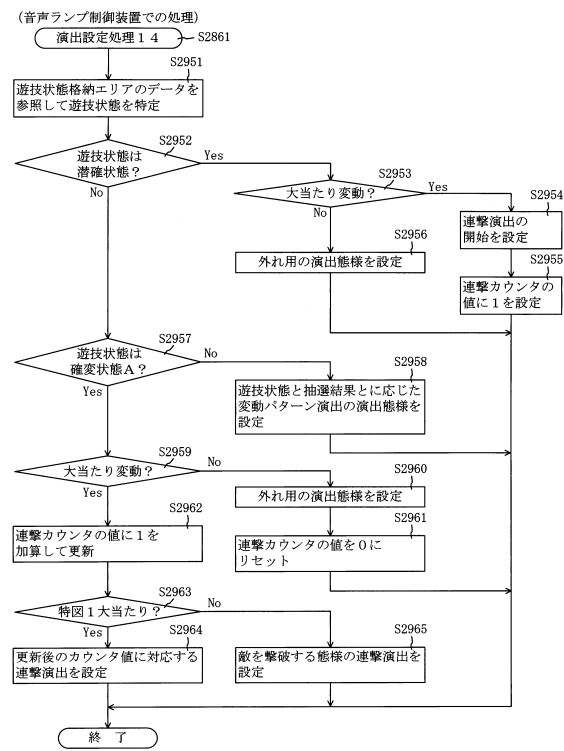 （音声ランプ制御装置での処理）
演出設定処理１４
S2861
S2951
遊技状態格納エリアのデータを
参照して遊技状態を特定
S2952
遊技状態は
潜確状態？
Yes
No
S2953
大当たり変動？
Yes
No
S2954
連撃演出の
開始を設定
S2955
連撃カウンタの
値に１を設定
S2956
外れ用の演出態様を設定
S2957
遊技状態は
確変状態Ａ？
No
Yes
S2958
遊技状態と抽選結果とに応じた
変動パターン演出の演出態様を
設定
S2959
大当たり変動？
No
Yes
S2960
外れ用の演出態様を設定
S2961
連撃カウンタの値を０に
リセット
S2962
連撃カウンタの値に１を
加算して更新
S2963
特図１大当たり？
No
Yes
S2964
更新後のカウンタ値に対応する
連撃演出を設定
S2965
敵を撃破する態様の連撃演出を
設定
終 了